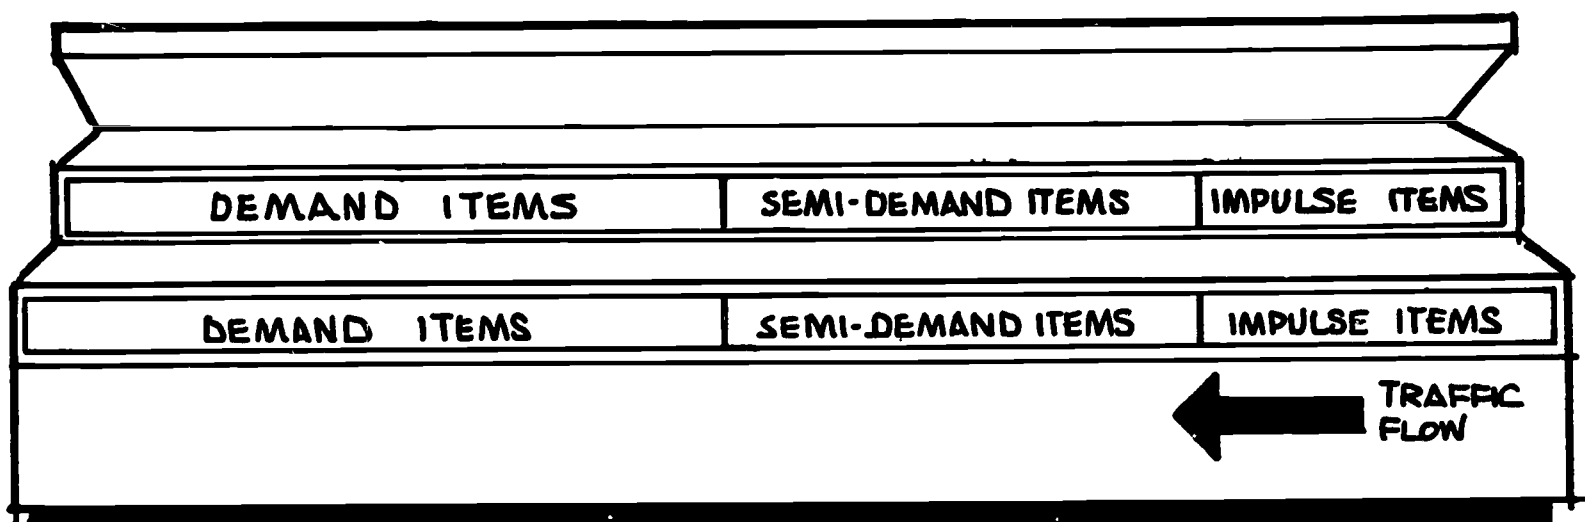 DEMAND ITEMS SEMI-DEMAND ITEMS IMPULSE ITEMS
DEMAND ITEMS SEMI-DEMAND ITEMS IMPULSE ITEMS
TRAFFIC
FLOW